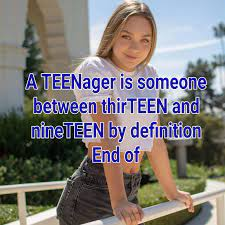 A TEENager is someone
between thirTEEN and
nineTEEN by definition
End of